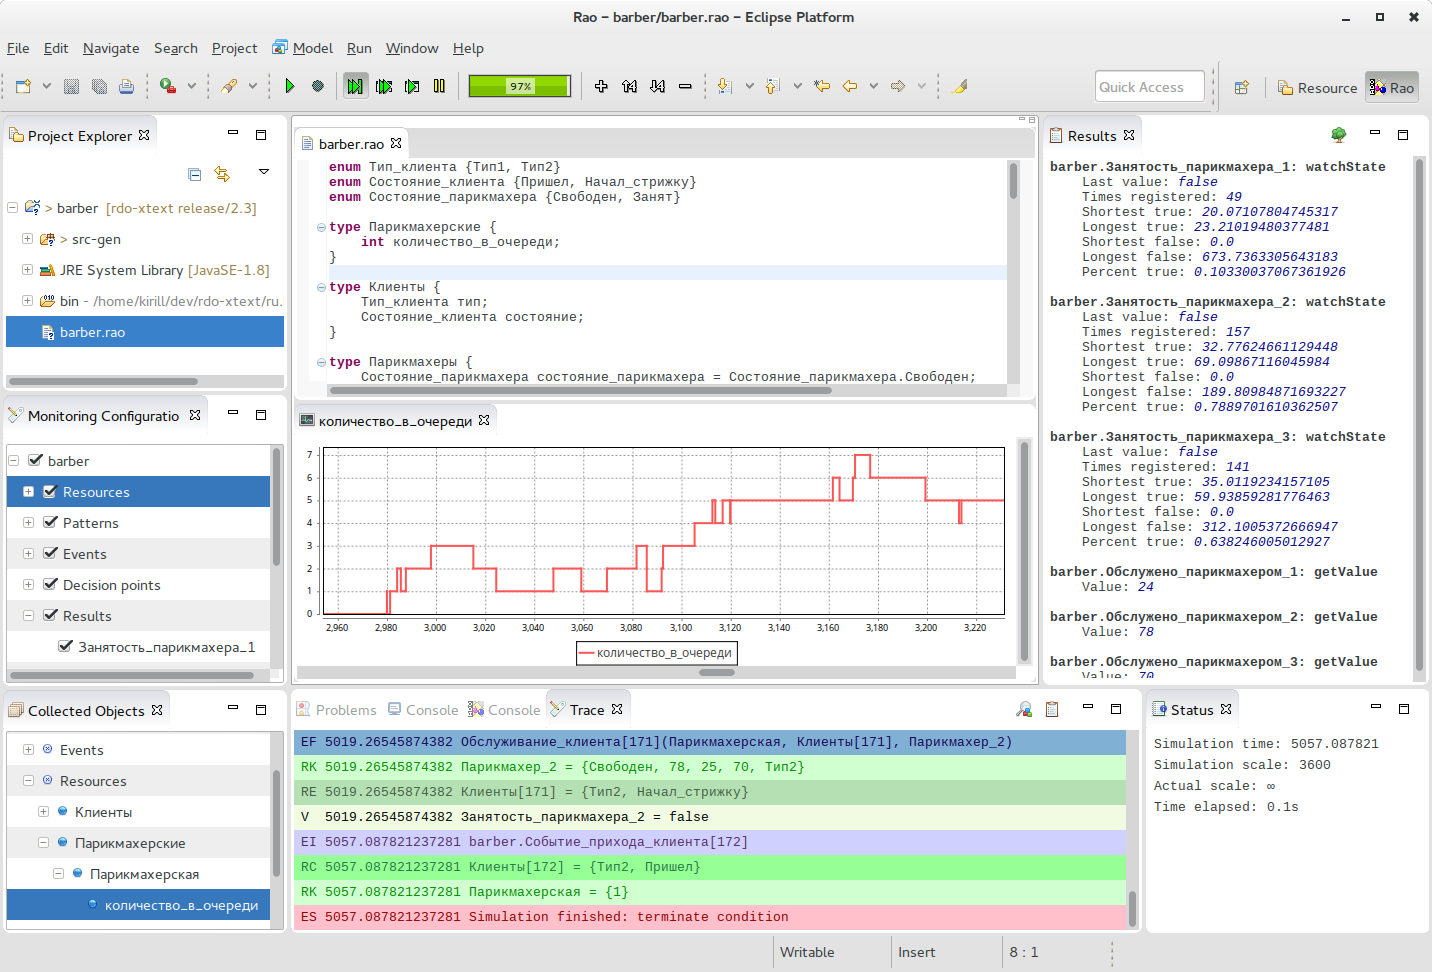 Rao – barber/barber.rao – Eclipse Platform
File Edit Navigate Search Project Model Run Window Help
97%
Quick Access
Resource
Rao
Project Explorer
> barber [rdo-xtext release/2.3]
> src-gen
JRE System Library [JavaSE-1.8]
bin - /home/kirill/dev/rdo-xtext/ru.
barber.rao
Monitoring Configuratio
barber
Resources
Patterns
Events
Decision points
Results
Занятость_парикмахера_1
Collected Objects
Events
Resources
Клиенты
Парикмахерские
Парикмахерская
количество_в_очереди
barber.rao
enum Тип_клиента {Тип1, Тип2}
enum Состояние_клиента {Пришел, Начал_стрижку}
enum Состояние_парикмахера {Свободен, Занят}
type Парикмахерские {
int количество_в_очереди;
}
type Клиенты {
Тип_клиента тип;
Состояние_клиента состояние;
}
type Парикмахеры {
Состояние_парикмахера состояние_парикмахера = Состояние_парикмахера.Свободен;
количество_в_очереди
7
6
5
4
3
2
1
0
2,960 2,980 3,000 3,020 3,040 3,060 3,080 3,100 3,120 3,140 3,160 3,180 3,200 3,220
количество_в_очереди
Results
barber.Занятость_парикмахера_1: watchState
Last value: false
Times registered: 49
Shortest true: 20.07107804745317
Longest true: 23.21019480377481
Shortest false: 0.0
Longest false: 673.7363305643183
Percent true: 0.10330037067361926
barber.Занятость_парикмахера_2: watchState
Last value: false
Times registered: 157
Shortest true: 32.77624661129448
Longest true: 69.09867116045984
Shortest false: 0.0
Longest false: 189.80984871693227
Percent true: 0.7889701610362507
barber.Занятость_парикмахера_3: watchState
Last value: false
Times registered: 141
Shortest true: 35.0119234157105
Longest true: 59.93859281776463
Shortest false: 0.0
Longest false: 312.1005372666947
Percent true: 0.638246005012927
barber.Обслужено_парикмахером_1: getValue
Value: 24
barber.Обслужено_парикмахером_2: getValue
Value: 78
barber.Обслужено_парикмахером_3: getValue
Value: 70
Problems Console Console Trace
EF 5019.26545874382 Обслуживание_клиента[171](Парикмахерская, Клиенты[171], Парикмахер_2)
RK 5019.26545874382 Парикмахер_2 = {Свободен, 78, 25, 70, Тип2}
RE 5019.26545874382 Клиенты[171] = {Тип2, Начал_стрижку}
V 5019.26545874382 Занятость_парикмахера_2 = false
EI 5057.087821237281 barber.Событие_прихода_клиента[172]
RC 5057.087821237281 Клиенты[172] = {Тип2, Пришел}
RK 5057.087821237281 Парикмахерская = {1}
ES 5057.087821237281 Simulation finished: terminate condition
Status
Simulation time: 5057.087821
Simulation scale: 3600
Actual scale: ∞
Time elapsed: 0.1s
Writable
Insert
8 : 1